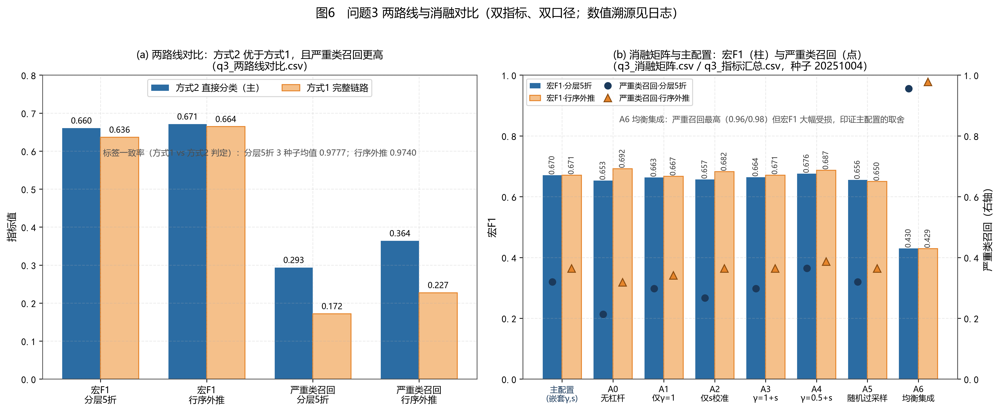 图6 问题3 两路线与消融对比（双指标、双口径；数值溯源见日志）
(a) 两路线对比：方式2 优于方式1，且严重类召回更高
（q3_两路线对比.csv）
方式2 直接分类（主）
方式1 完整链路
0.8
0.7
0.6
0.5
0.4
0.3
0.2
0.1
0.0
指标值
0.660
0.636
0.671
0.664
0.293
0.172
0.364
0.227
标签一致率（方式1 vs 方式2 判定）：分层5折 3 种子均值 0.9777；行序外推 0.9740
宏F1
分层5折
宏F1
行序外推
严重类召回
分层5折
严重类召回
行序外推
(b) 消融矩阵与主配置：宏F1（柱）与严重类召回（点）
（q3_消融矩阵.csv / q3_指标汇总.csv，种子 20251004）
宏F1·分层5折
宏F1·行序外推
严重类召回·分层5折
严重类召回·行序外推
A6 均衡集成：严重召回最高（0.96/0.98）但宏F1 大幅受损，印证主配置的取舍
1.0
0.8
0.6
0.4
0.2
0.0
宏F1
0.670
0.671
0.653
0.692
0.663
0.667
0.657
0.682
0.664
0.671
0.676
0.687
0.656
0.650
0.430
0.429
1.0
0.8
0.6
0.4
0.2
0.0
严重类召回（右轴）
主配置
(嵌套γ,s)
A0
无杠杆
A1
仅γ=1
A2
仅s校准
A3
γ=1+s
A4
γ=0.5+s
A5
随机过采样
A6
均衡集成